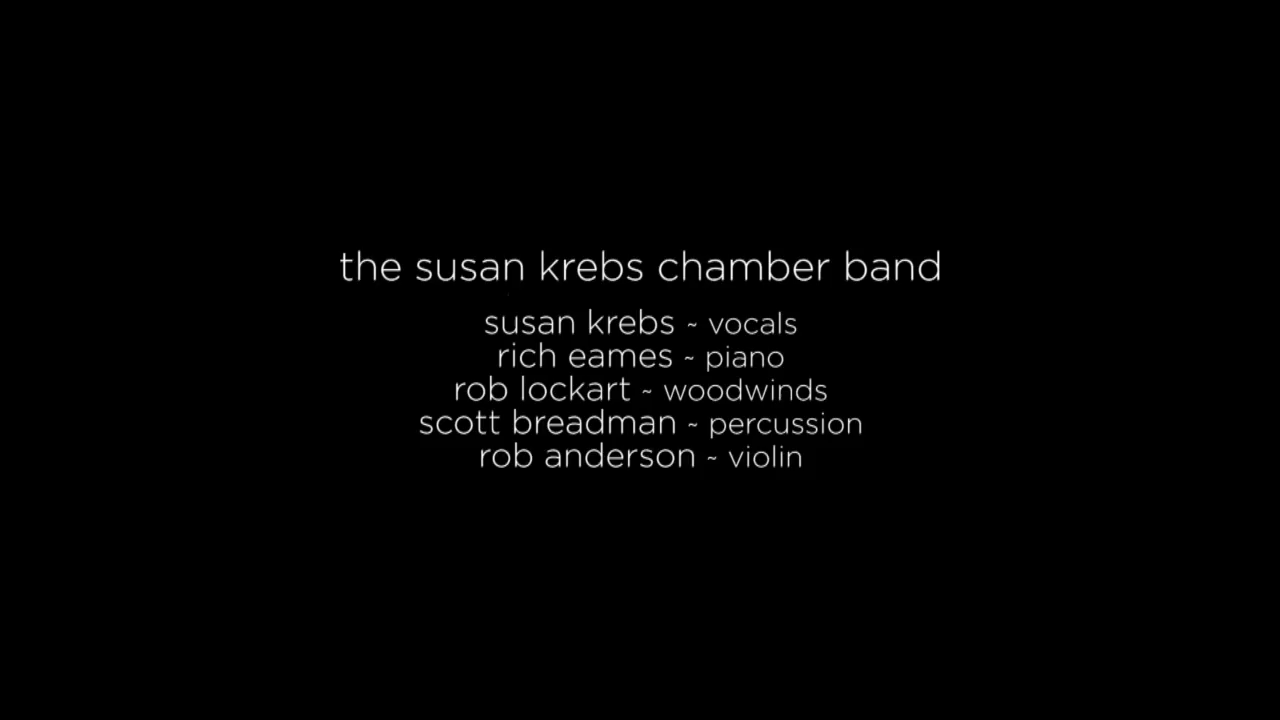 the susan krebs chamber band
susan krebs ~ vocals
rich eames ~ piano
rob lockart ~ woodwinds
scott breadman ~ percussion
rob anderson ~ violin